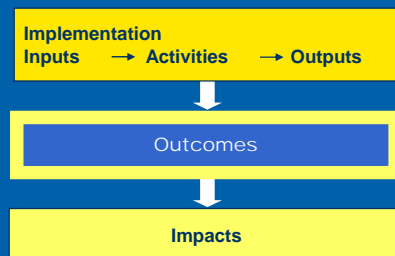 Implementation
Inputs → Activities → Outputs
Outcomes
Impacts